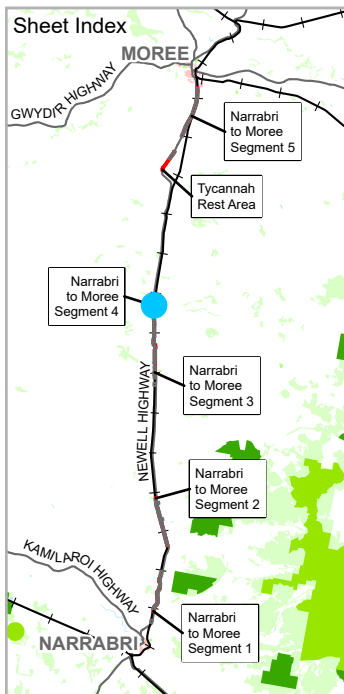 Sheet Index
MOREE
GWYDIR HIGHWAY
Narrabri
to Moree
Segment 5
Tycannah
Rest Area
Narrabri
to Moree
Segment 4
Narrabri
to Moree
Segment 3
NEWELL HIGHWAY
Narrabri
to Moree
Segment 2
KAMILAROI HIGHWAY
Narrabri
to Moree
Segment 1
NARRABRI